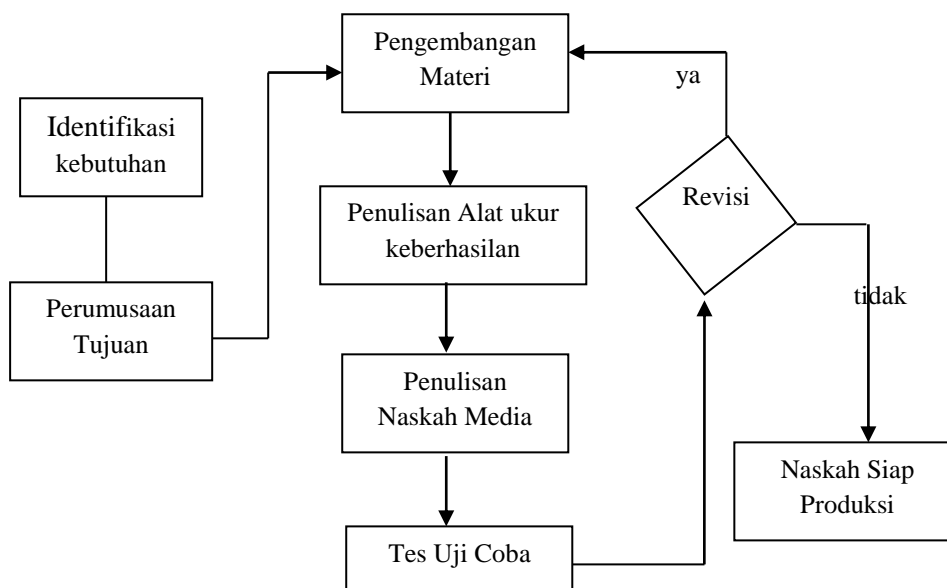 Identifikasi
kebutuhan
Perumusaan
Tujuan
Pengembangan
Materi
Penulisan Alat ukur
keberhasilan
Penulisan
Naskah Media
Tes Uji Coba
Revisi
ya
tidak
Naskah Siap
Produksi